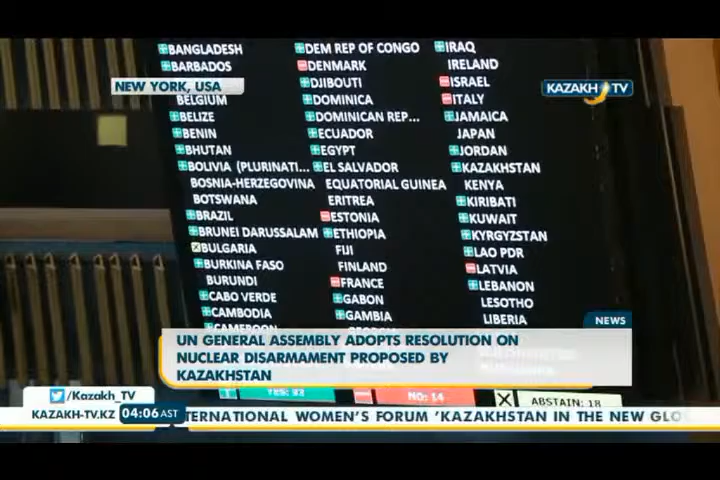 BANGLADESH
DEM REP OF CONGO
IRAQ
BARBADOS
DENMARK
IRELAND
NEW YORK, USA
DJIBOUTI
ISRAEL
KAZAKH TV
BELGIUM
DOMINICA
ITALY
BELIZE
DOMINICAN REP...
JAMAICA
BENIN
ECUADOR
JAPAN
BHUTAN
EGYPT
JORDAN
BOLIVIA (PLURINATI...
EL SALVADOR
KAZAKHSTAN
BOSNIA-HERZEGOVINA
EQUATORIAL GUINEA
KENYA
BOTSWANA
ERITREA
KIRIBATI
BRAZIL
ESTONIA
KUWAIT
BRUNEI DARUSSALAM
ETHIOPIA
KYRGYZSTAN
BULGARIA
FIJI
LAO PDR
BURKINA FASO
FINLAND
LATVIA
BURUNDI
FRANCE
LEBANON
CABO VERDE
GABON
LESOTHO
CAMBODIA
GAMBIA
LIBERIA
CAMEROON
NEWS
UN GENERAL ASSEMBLY ADOPTS RESOLUTION ON
NUCLEAR DISARMAMENT PROPOSED BY
KAZAKHSTAN
NO: 14
ABSTAIN: 18
/Kazakh_TV
KAZAKH-TV.KZ
04:06 AST
TERNATIONAL WOMEN'S FORUM 'KAZAKHSTAN IN THE NEW GLO